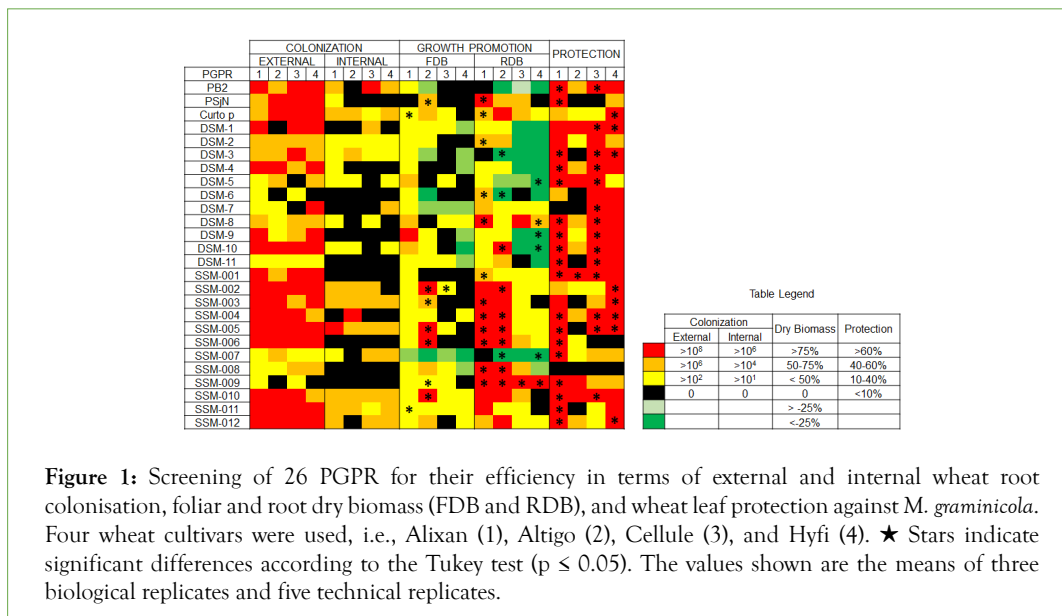 COLONIZATION GROWTH PROMOTION PROTECTION
EXTERNAL INTERNAL FDB RDB
PGPR 1 2 3 4 1 2 3 4 1 2 3 4 1 2 3 4 1 2 3 4
PB2 * *
PSjN * * *
Curto p * * *
DSM-1 * *
DSM-2 *
DSM-3 * * * *
DSM-4 * *
DSM-5 * * *
DSM-6 * *
DSM-7 *
DSM-8 * * * *
DSM-9 * * *
DSM-10 * * * *
DSM-11 * *
SSM-001 * * * *
SSM-002 * * * *
SSM-003 * * * *
SSM-004 * * * * *
SSM-005 * * * * * *
SSM-006 * * * *
SSM-007 * * *
SSM-008 * *
SSM-009 * * * * *
SSM-010 * * *
SSM-011 * *
SSM-012 * *
Table Legend
Colonization Dry Biomass Protection
External Internal
>10⁸ >10⁶ >75% >60%
>10⁶ >10⁴ 50-75% 40-60%
>10² >10¹ < 50% 10-40%
0 0 0 <10%
> -25%
<-25%
Figure 1: Screening of 26 PGPR for their efficiency in terms of external and internal wheat root
colonisation, foliar and root dry biomass (FDB and RDB), and wheat leaf protection against M. graminicola.
Four wheat cultivars were used, i.e., Alixan (1), Altigo (2), Cellule (3), and Hyfi (4). ★ Stars indicate
significant differences according to the Tukey test (p ≤ 0.05). The values shown are the means of three
biological replicates and five technical replicates.